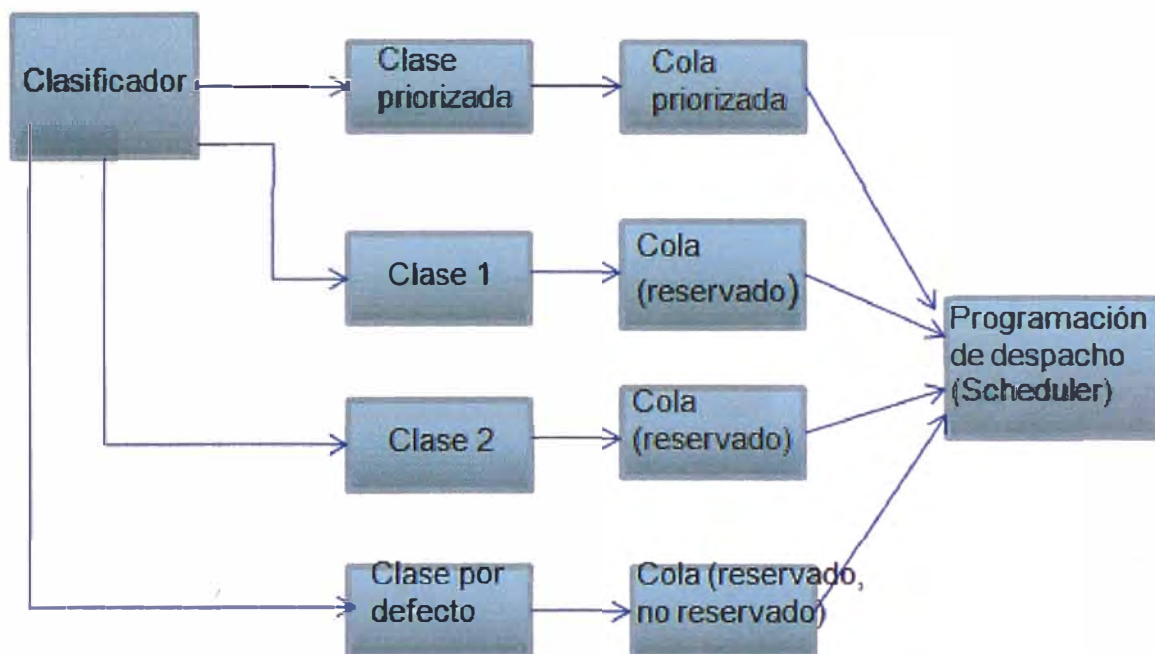 Clasificador
Clase
priorizada
Cola
priorizada
Clase 1
Cola
(reservado)
Clase 2
Cola
(reservado)
Programación
de despacho
(Scheduler)
Clase por
defecto
Cola (reservado,
no reservado)